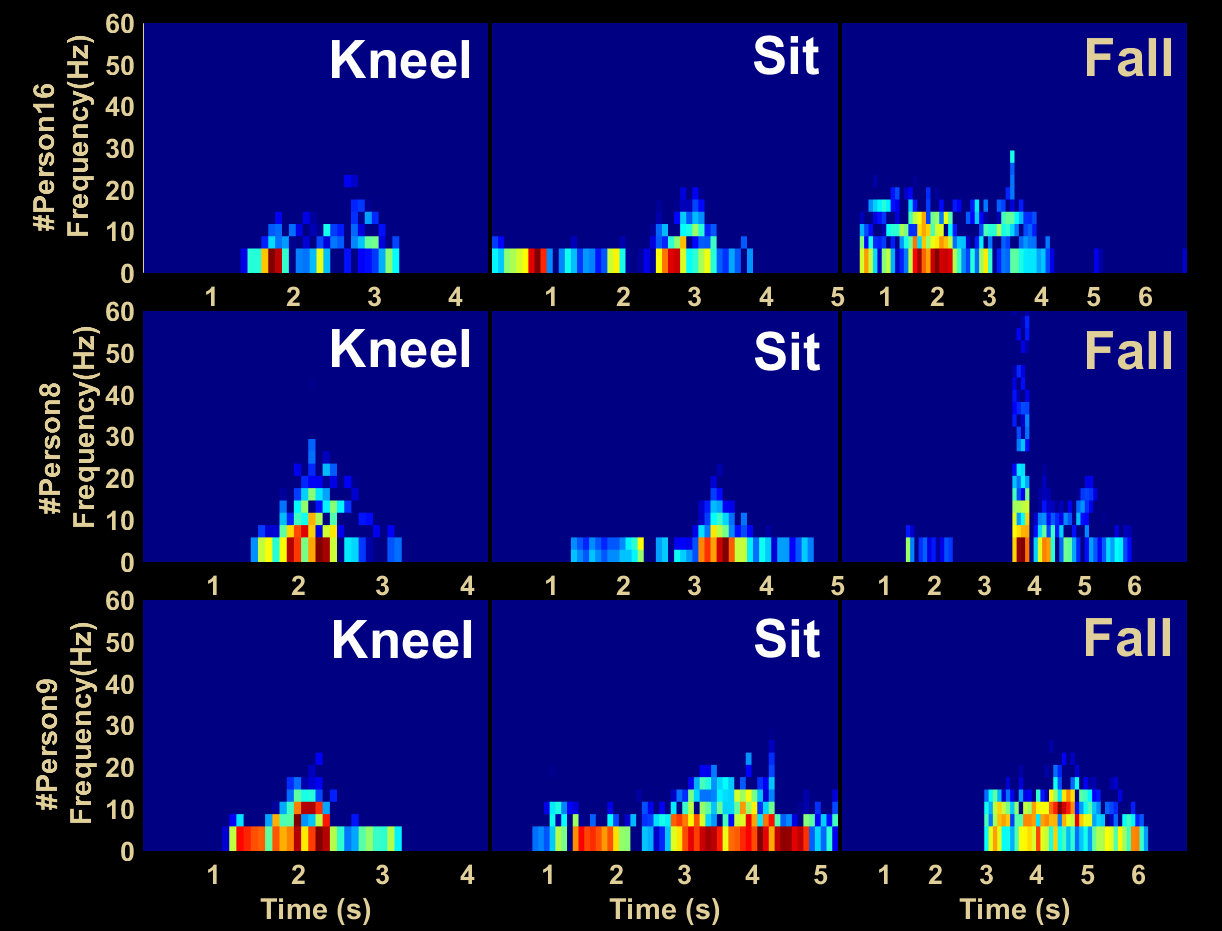 #Person16
Frequency(Hz)
60
50
40
30
20
10
0
Kneel
1 2 3 4
Sit
1 2 3 4 5
Fall
1 2 3 4 5 6
#Person8
Frequency(Hz)
60
50
40
30
20
10
0
Kneel
1 2 3 4
Sit
1 2 3 4 5
Fall
1 2 3 4 5 6
#Person9
Frequency(Hz)
60
50
40
30
20
10
0
Kneel
1 2 3 4
Time (s)
Sit
1 2 3 4 5
Time (s)
Fall
1 2 3 4 5 6
Time (s)